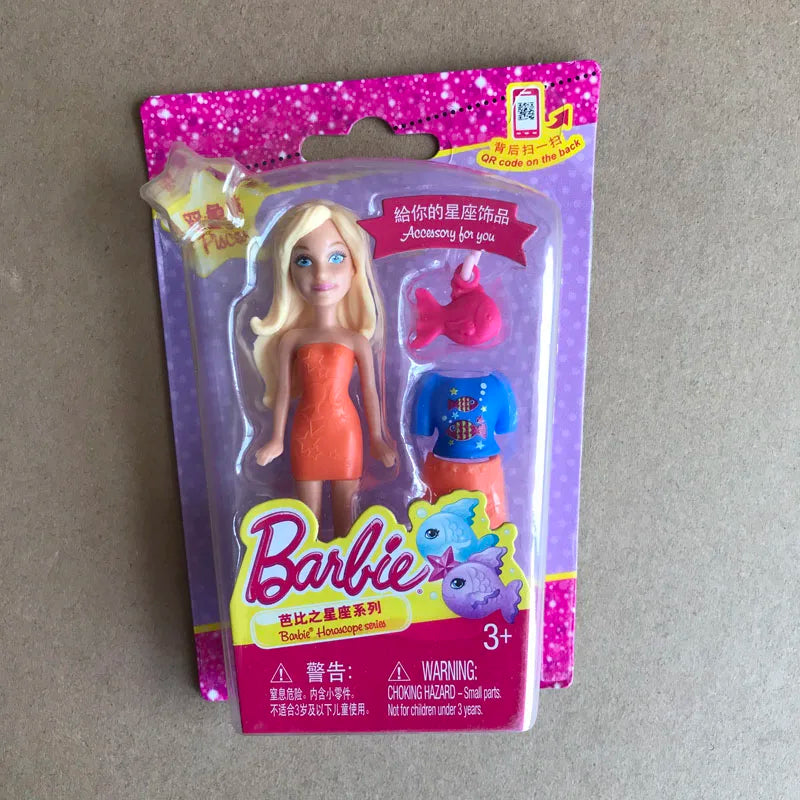 背后扫一扫
QR code on the back
双鱼
Pisces
給你的星座饰品
Accessory for you
Barbie®
芭比之星座系列
Barbie® Horoscope series
3+
警告:
窒息危险。内含小零件。
不适合3岁及以下儿童使用。
WARNING:
CHOKING HAZARD – Small parts.
Not for children under 3 years.